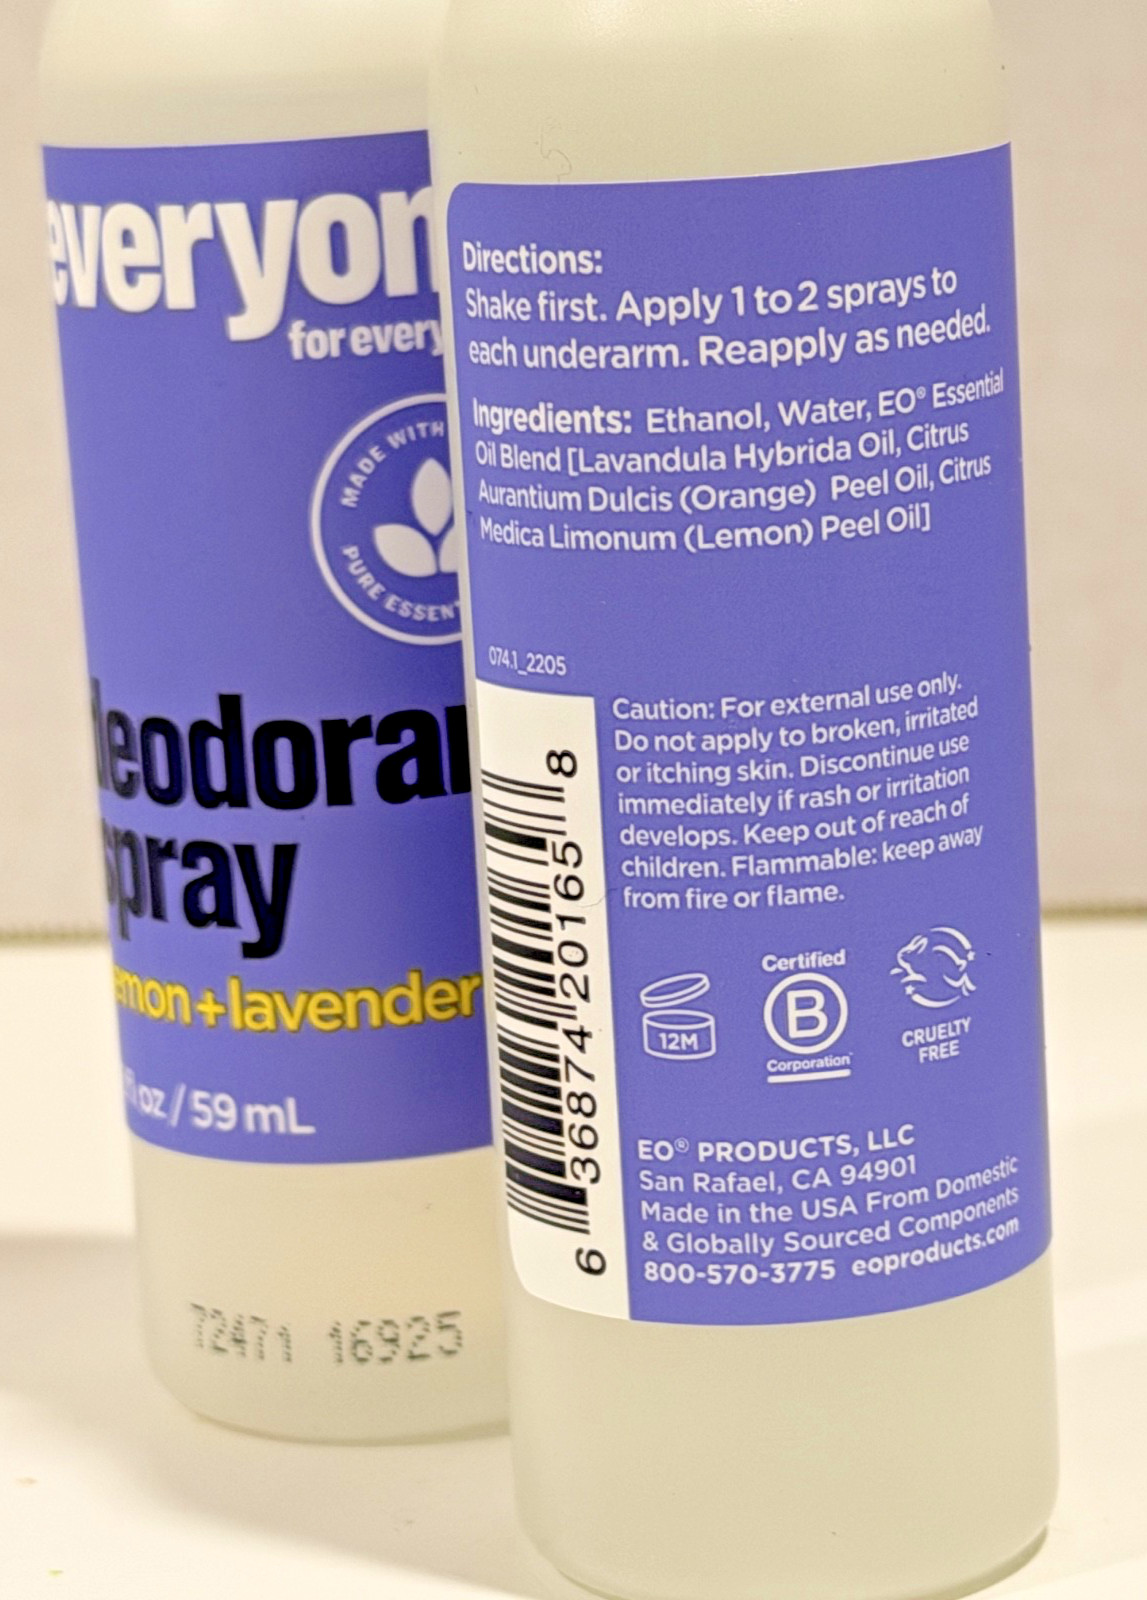 everyon
for every
MADE WITH
PURE ESSENT
deodoran
spray
emon + lavender
fl oz / 59 mL
Directions:
Shake first. Apply 1 to 2 sprays to
each underarm. Reapply as needed.
Ingredients: Ethanol, Water, EO® Essential
Oil Blend [Lavandula Hybrida Oil, Citrus
Aurantium Dulcis (Orange) Peel Oil, Citrus
Medica Limonum (Lemon) Peel Oil]
074.1_2205
Caution: For external use only.
Do not apply to broken, irritated
or itching skin. Discontinue use
immediately if rash or irritation
develops. Keep out of reach of
children. Flammable: keep away
from fire or flame.
6 36874 20165 8
12M
Certified
B
Corporation
CRUELTY
FREE
EO® PRODUCTS, LLC
San Rafael, CA 94901
Made in the USA From Domestic
& Globally Sourced Components
800-570-3775 eoproducts.com